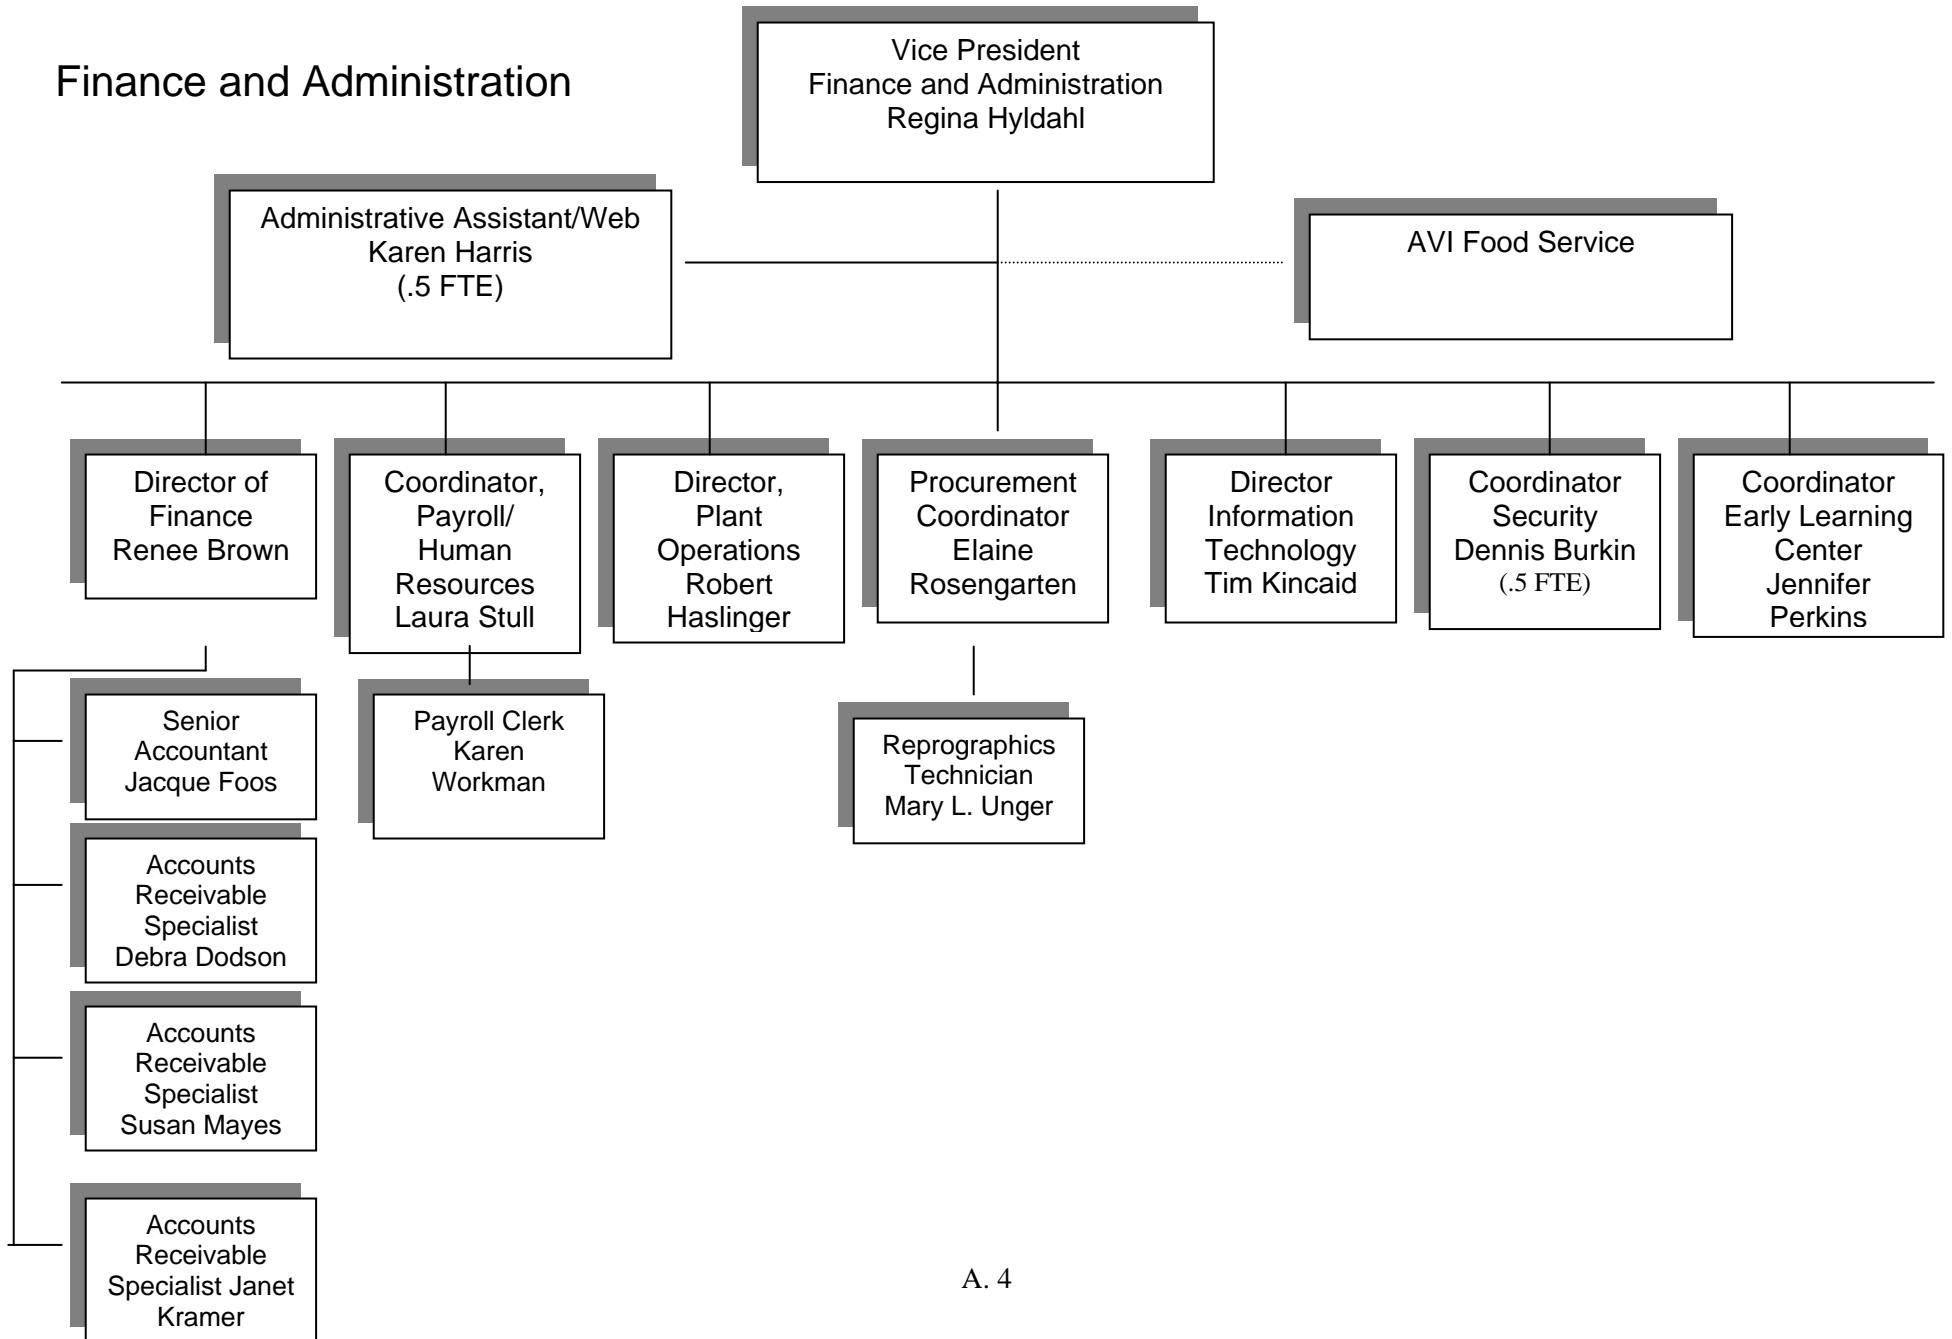 Finance and Administration
Vice President
Finance and Administration
Regina Hyldahl
Administrative Assistant/Web
Karen Harris
(.5 FTE)
AVI Food Service
Director of
Finance
Renee Brown
Coordinator,
Payroll/
Human
Resources
Laura Stull
Director,
Plant
Operations
Robert
Haslinger
Procurement
Coordinator
Elaine
Rosengarten
Director
Information
Technology
Tim Kincaid
Coordinator
Security
Dennis Burkin
(.5 FTE)
Coordinator
Early Learning
Center
Jennifer
Perkins
Senior
Accountant
Jacque Foos
Payroll Clerk
Karen
Workman
Reprographics
Technician
Mary L. Unger
Accounts
Receivable
Specialist
Debra Dodson
Accounts
Receivable
Specialist
Susan Mayes
Accounts
Receivable
Specialist Janet
Kramer
A. 4